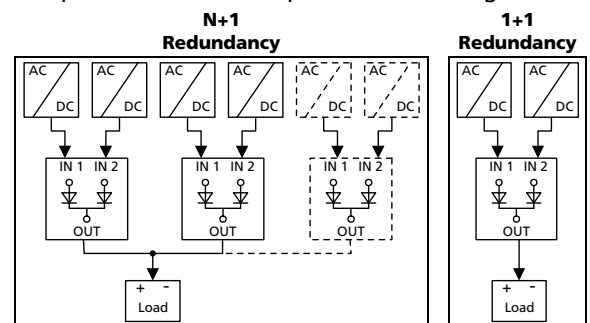 N+1
Redundancy
1+1
Redundancy
AC
DC
AC
DC
AC
DC
AC
DC
AC
DC
AC
DC
AC
DC
AC
DC
IN 1 IN 2
OUT
IN 1 IN 2
OUT
IN 1 IN 2
OUT
IN 1 IN 2
OUT
+ -
Load
+ -
Load